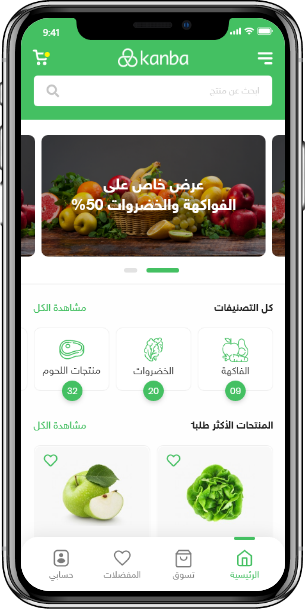 9:41
kanba
ابحث عن منتج
عرض خاص على
الفواكهة والخضروات 50%
كل التصنيفات
مشاهدة الكل
الفاكهة
الخضروات
منتجات اللحوم
09
20
32
المنتجات الأكثر طلبا
مشاهدة الكل
الرئيسية
تسوق
المفضلات
حسابي